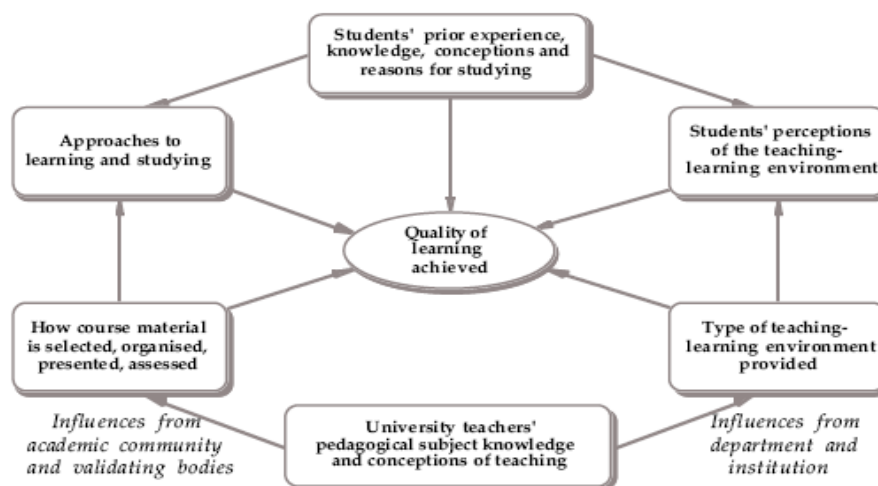 Students' prior experience,
knowledge, conceptions and
reasons for studying
Approaches to
learning and studying
Students' perceptions
of the teaching-
learning environment
Quality of
learning
achieved
How course material
is selected, organised,
presented, assessed
Type of teaching-
learning environment
provided
Influences from
academic community
and validating bodies
University teachers'
pedagogical subject knowledge
and conceptions of teaching
Influences from
department and
institution